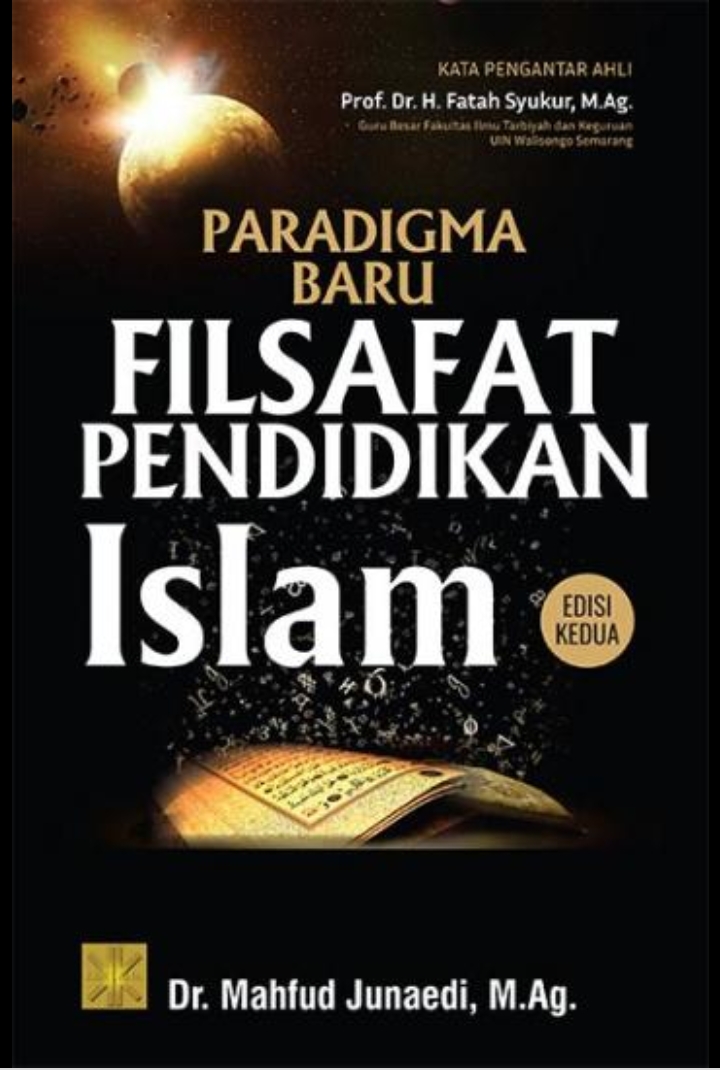 KATA PENGANTAR AHLI
Prof. Dr. H. Fatah Syukur, M.Ag.
Guru Besar Fakultas Ilmu Tarbiyah dan Keguruan
UIN Walisongo Semarang
PARADIGMA
BARU
FILSAFAT
PENDIDIKAN
Islam
EDISI
KEDUA
Dr. Mahfud Junaedi, M.Ag.